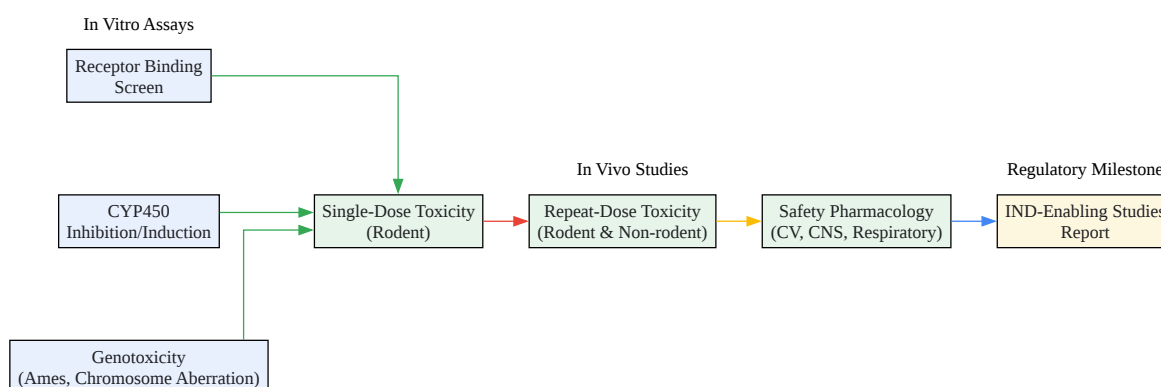 In Vitro Assays
Receptor Binding
Screen
In Vivo Studies
Regulatory Milestone
CYP450
Inhibition/Induction
Single-Dose Toxicity
(Rodent)
Repeat-Dose Toxicity
(Rodent & Non-rodent)
Safety Pharmacology
(CV, CNS, Respiratory)
IND-Enabling Studies
Report
Genotoxicity
(Ames, Chromosome Aberration)